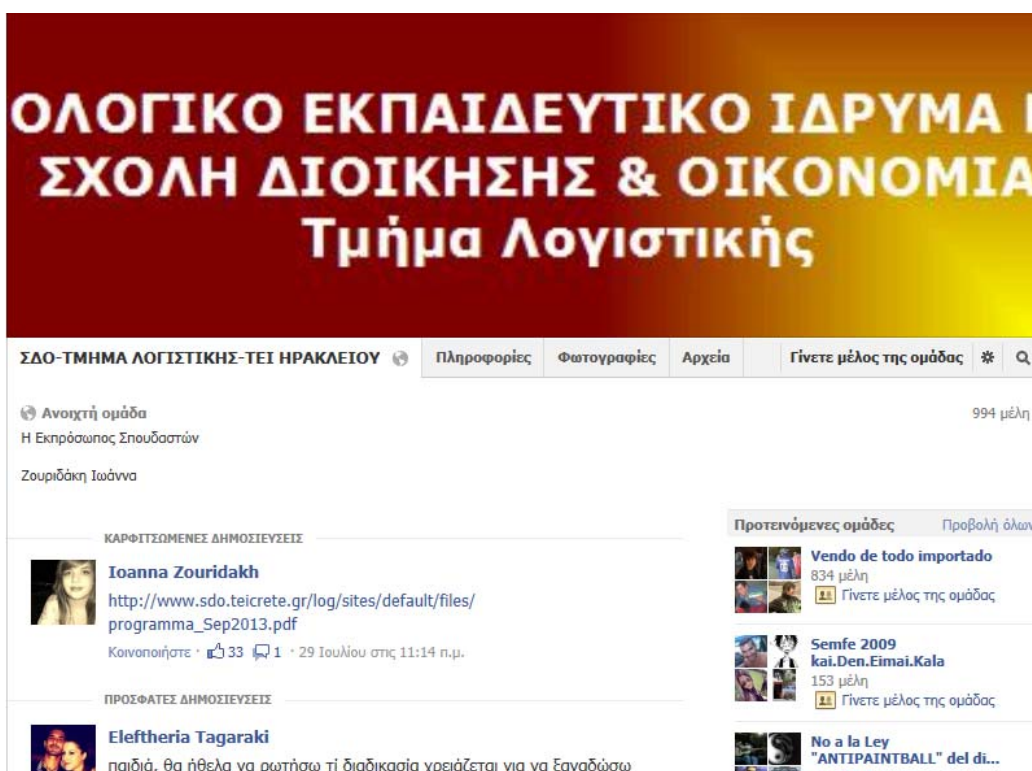 ΟΛΟΓΙΚΟ ΕΚΠΑΙΔΕΥΤΙΚΟ ΙΔΡΥΜΑ
ΣΧΟΛΗ ΔΙΟΙΚΗΣΗΣ & ΟΙΚΟΝΟΜΙΑ
Τμήμα Λογιστικής
ΣΔΟ-ΤΜΗΜΑ ΛΟΓΙΣΤΙΚΗΣ-ΤΕΙ ΗΡΑΚΛΕΙΟΥ Πληροφορίες Φωτογραφίες Αρχεία Γίνετε μέλος της ομάδας
Ανοιχτή ομάδα 994 μέλη
Η Εκπρόσωπος Σπουδαστών
Ζουριδάκη Ιωάννα
ΚΑΡΦΙΤΣΩΜΕΝΕΣ ΔΗΜΟΣΙΕΥΣΕΙΣ
Ioanna Zouridakh
http://www.sdo.teicrete.gr/log/sites/default/files/
programma_Sep2013.pdf
Κοινοποιήστε · 33 1 · 29 Ιουλίου στις 11:14 π.μ.
ΠΡΟΣΦΑΤΕΣ ΔΗΜΟΣΙΕΥΣΕΙΣ
Eleftheria Tagaraki
παιδιά, θα ήθελα να ρωτήσω τί διαδικασία χρειάζεται για να ξαναδώσω
Προτεινόμενες ομάδες Προβολή όλων
Vendo de todo importado
834 μέλη
Γίνετε μέλος της ομάδας
Semfe 2009
kai.Den.Eimai.Kala
153 μέλη
Γίνετε μέλος της ομάδας
No a la Ley
"ANTIPAINTBALL" del di...